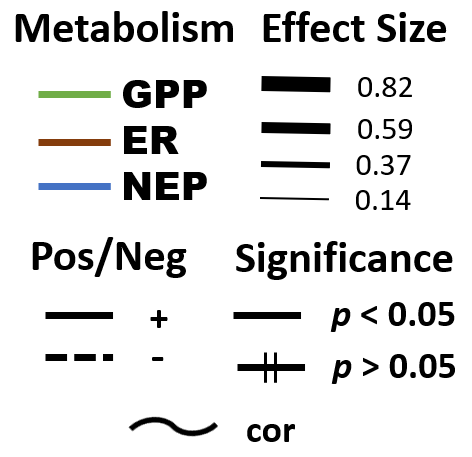 Metabolism
GPP
ER
NEP
Effect Size
0.82
0.59
0.37
0.14
Pos/Neg
+
-
Significance
p < 0.05
p > 0.05
cor